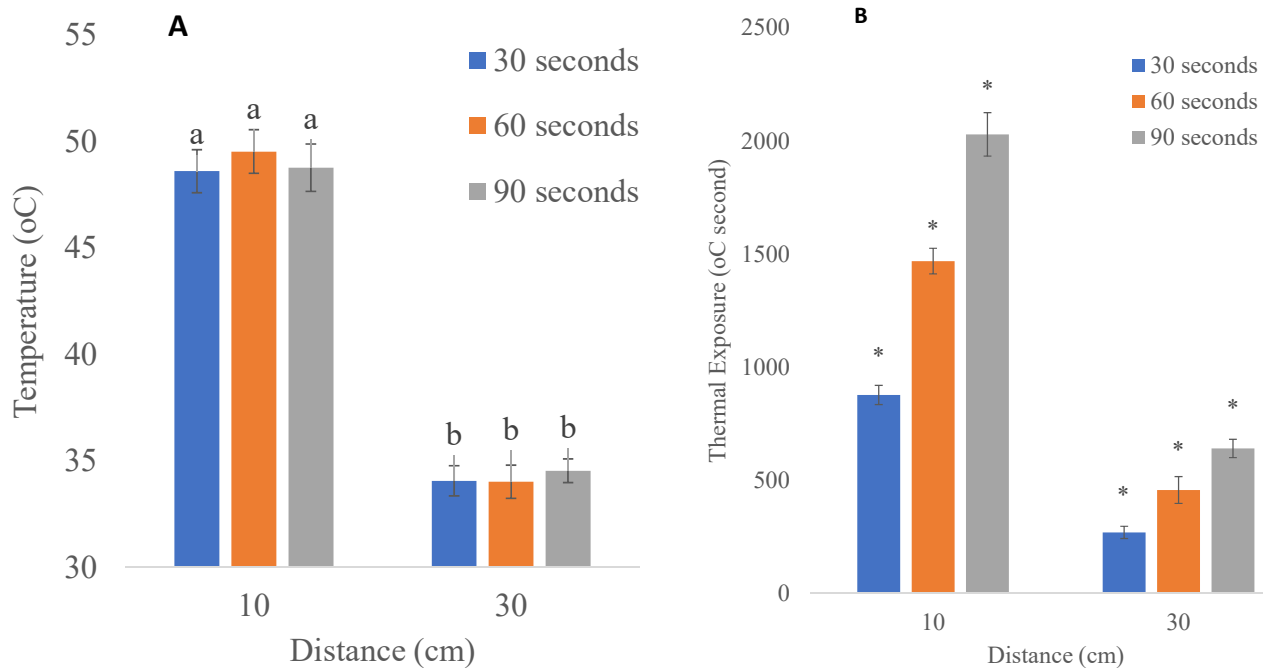 A
55
50
45
40
35
30
Temperature (oC)
30 seconds
60 seconds
90 seconds
a a a
b b b
10 30
Distance (cm)
B
2500
2000
1500
1000
500
0
Thermal Exposure (oC second)
30 seconds
60 seconds
90 seconds
* * *
* * *
10 30
Distance (cm)